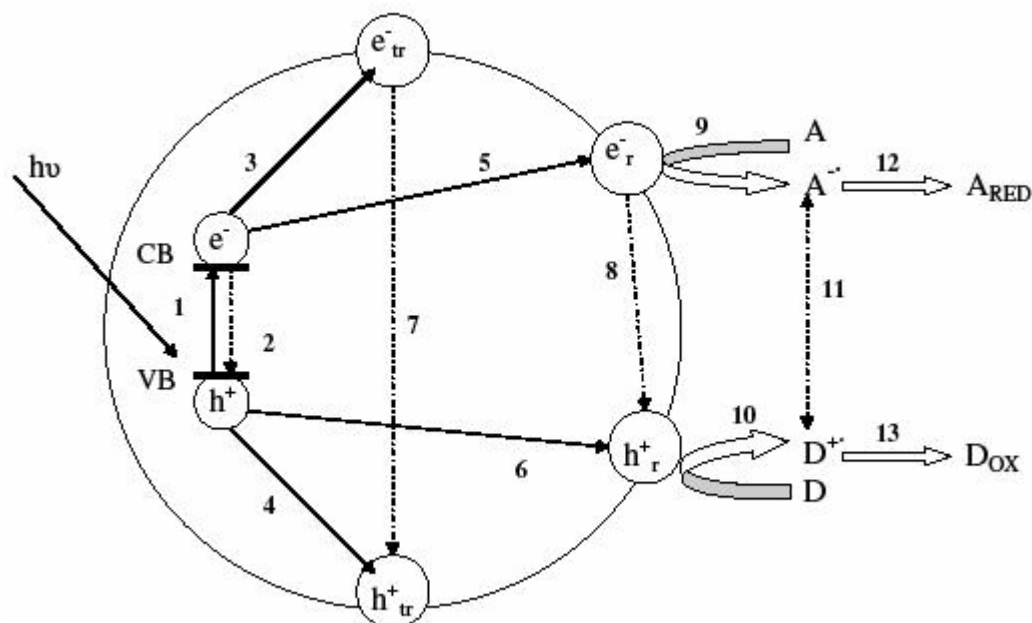 e⁻tr
9
A
hυ
3
5
e⁻r
12
A⁻·
ARED
e⁻
CB
8
1
7
11
2
VB
h⁺
10
D⁺·
13
DOX
h⁺r
6
D
4
h⁺tr